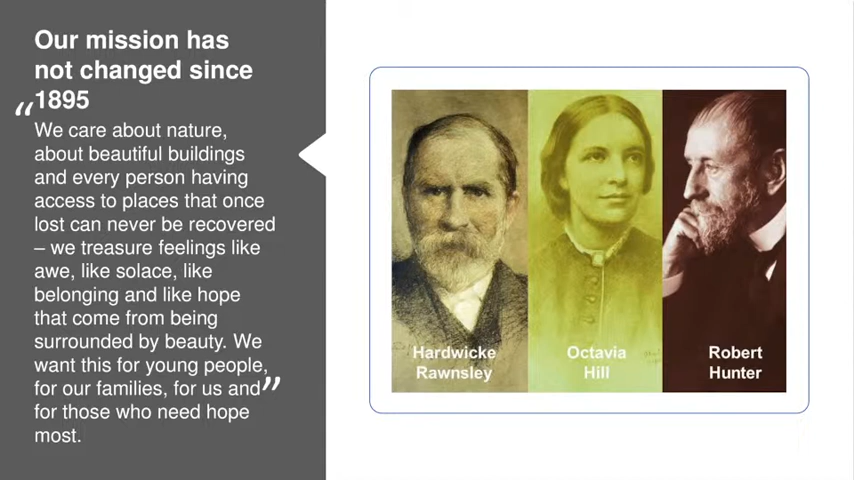 Our mission has
not changed since
1895
“
We care about nature,
about beautiful buildings
and every person having
access to places that once
lost can never be recovered
– we treasure feelings like
awe, like solace, like
belonging and like hope
that come from being
surrounded by beauty. We
want this for young people,
for our families, for us and”
for those who need hope
most.
Hardwicke
Rawnsley
Octavia
Hill
Robert
Hunter